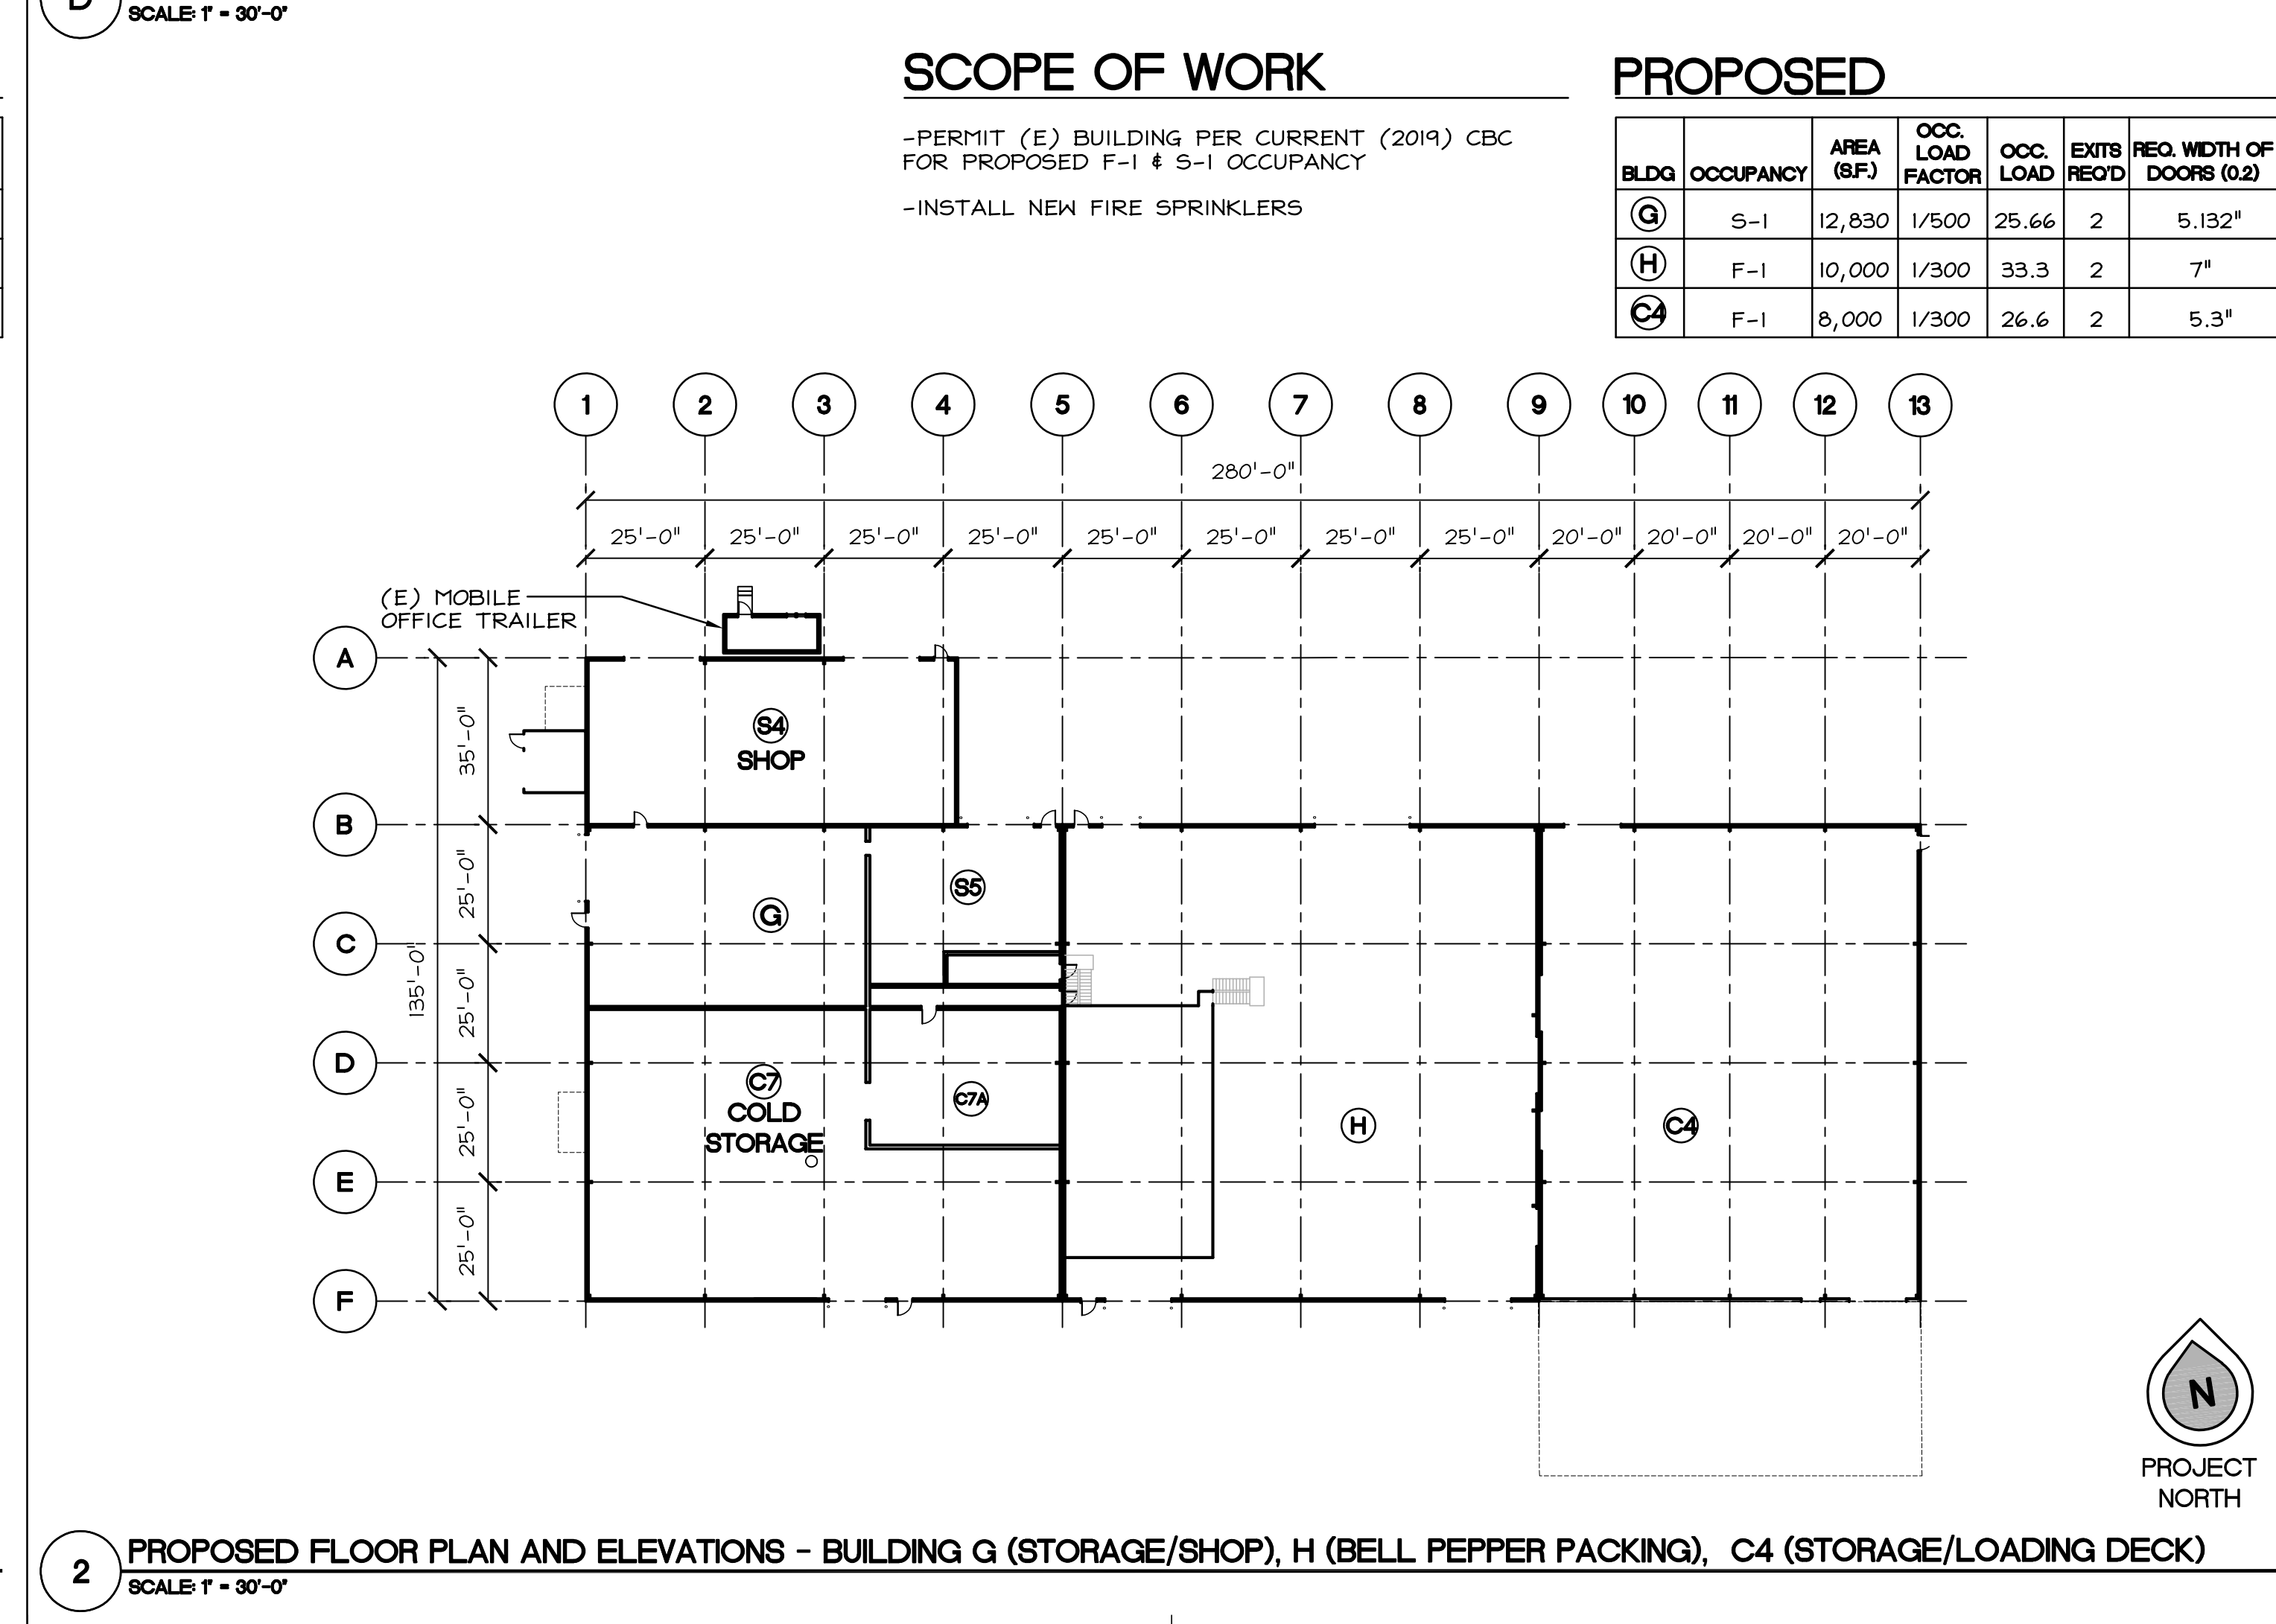 SCALE: 1" = 30'-0"
SCOPE OF WORK
-PERMIT (E) BUILDING PER CURRENT (2019) CBC
FOR PROPOSED F-1 & S-1 OCCUPANCY
-INSTALL NEW FIRE SPRINKLERS
PROPOSED
BLDG OCCUPANCY AREA (S.F.) OCC. LOAD FACTOR OCC. LOAD EXITS REQ'D REQ. WIDTH OF DOORS (0.2)
G S-1 12,830 1/500 25.66 2 5.132"
H F-1 10,000 1/300 33.3 2 7"
C4 F-1 8,000 1/300 26.6 2 5.3"
1 2 3 4 5 6 7 8 9 10 11 12 13
280'-0"
25'-0" 25'-0" 25'-0" 25'-0" 25'-0" 25'-0" 25'-0" 25'-0" 20'-0" 20'-0" 20'-0" 20'-0"
(E) MOBILE
OFFICE TRAILER
A
35'-0"
S4
SHOP
B
25'-0"
S5
G
C
135'-0"
25'-0"
D
C7
COLD
STORAGE
C7A
25'-0"
H
C4
E
25'-0"
F
N
PROJECT
NORTH
2
PROPOSED FLOOR PLAN AND ELEVATIONS - BUILDING G (STORAGE/SHOP), H (BELL PEPPER PACKING), C4 (STORAGE/LOADING DECK)
SCALE: 1" = 30'-0"